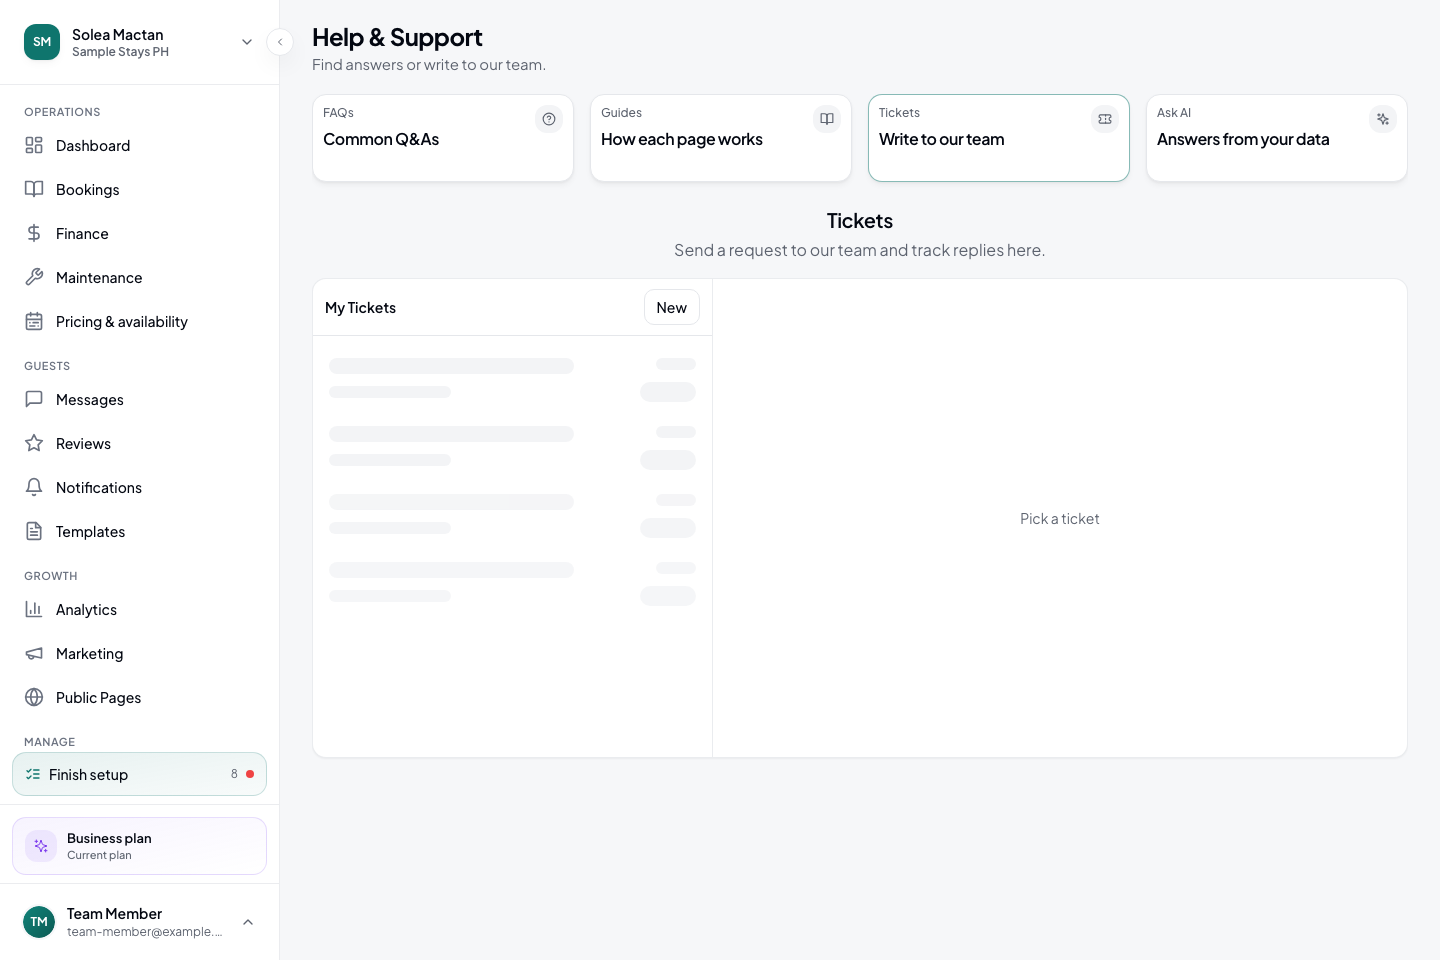 SM
Solea Mactan
Sample Stays PH
OPERATIONS
Dashboard
Bookings
Finance
Maintenance
Pricing & availability
GUESTS
Messages
Reviews
Notifications
Templates
GROWTH
Analytics
Marketing
Public Pages
MANAGE
Finish setup
8
Business plan
Current plan
TM
Team Member
team-member@example....
Help & Support
Find answers or write to our team.
FAQs
Common Q&As
Guides
How each page works
Tickets
Write to our team
Ask AI
Answers from your data
Tickets
Send a request to our team and track replies here.
My Tickets
New
Pick a ticket